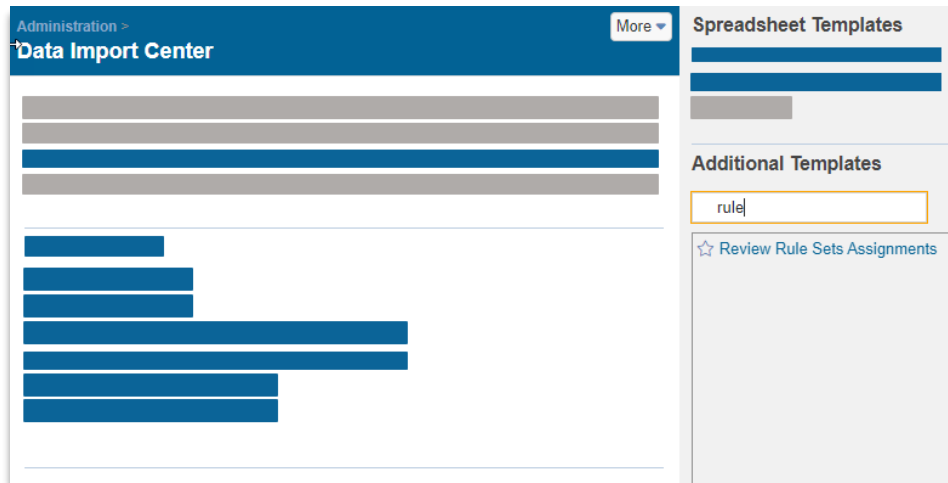 Administration >
Data Import Center
More
Spreadsheet Templates
Additional Templates
rule
Review Rule Sets Assignments